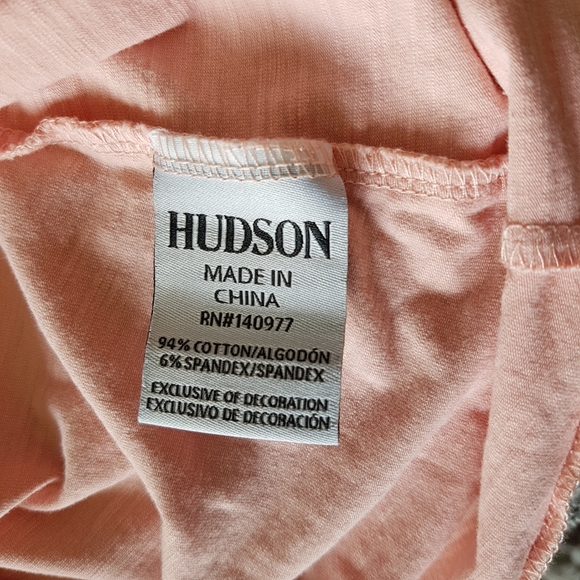 HUDSON
MADE IN
CHINA
RN#140977
94% COTTON/ALGODÓN
6% SPANDEX/SPANDEX
EXCLUSIVE OF DECORATION
EXCLUSIVO DE DECORACIÓN